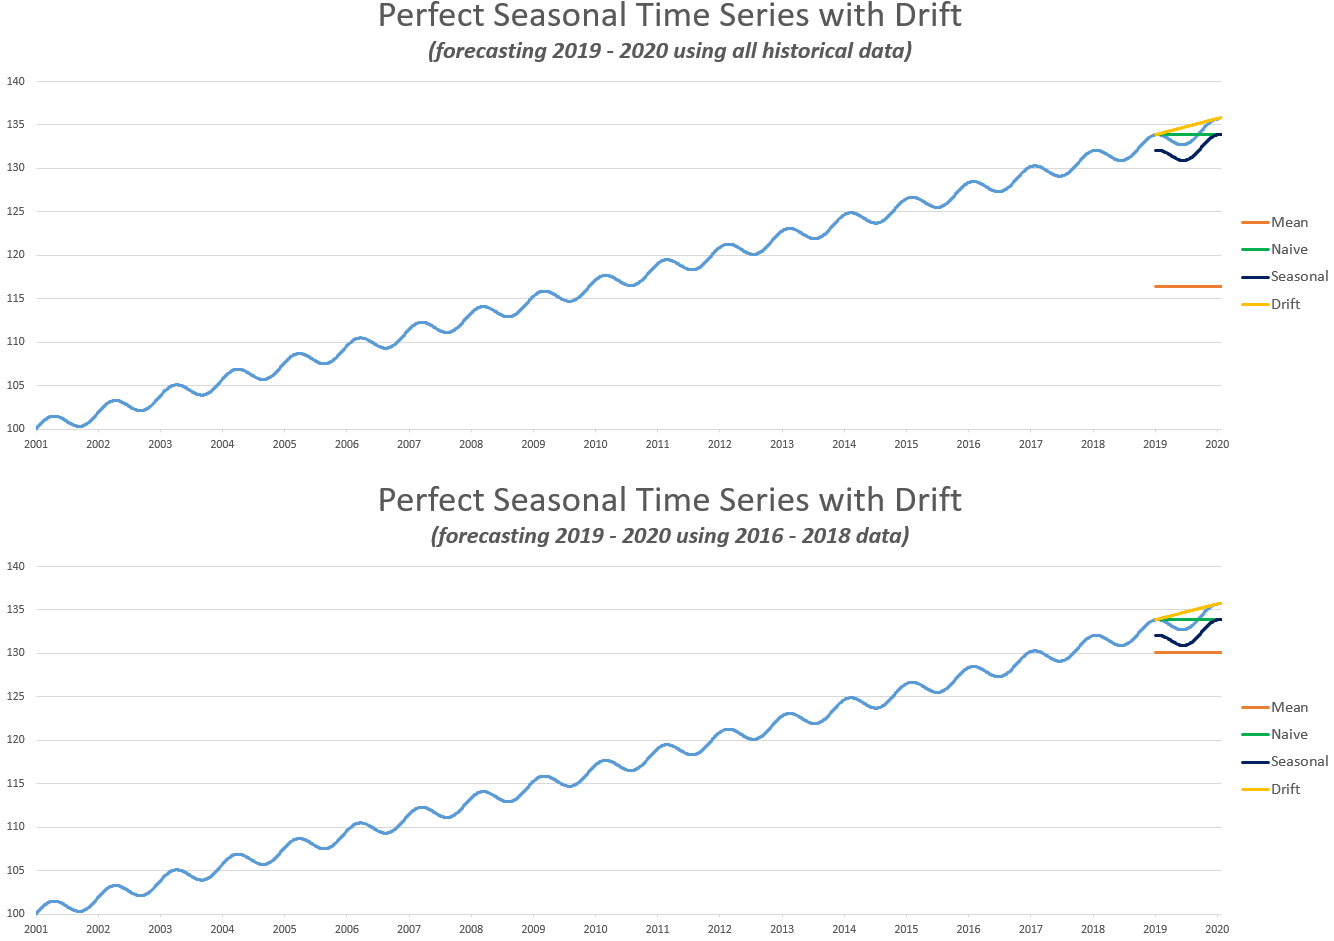 Perfect Seasonal Time Series with Drift
(forecasting 2019 - 2020 using all historical data)
140
135
130
125
120
115
110
105
100
2001 2002 2003 2004 2005 2006 2007 2008 2009 2010 2011 2012 2013 2014 2015 2016 2017 2018 2019 2020
Mean
Naive
Seasonal
Drift
Perfect Seasonal Time Series with Drift
(forecasting 2019 - 2020 using 2016 - 2018 data)
140
135
130
125
120
115
110
105
100
2001 2002 2003 2004 2005 2006 2007 2008 2009 2010 2011 2012 2013 2014 2015 2016 2017 2018 2019 2020
Mean
Naive
Seasonal
Drift